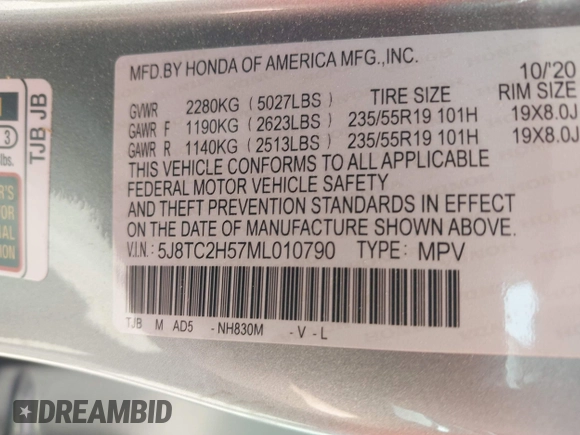 MFD.BY HONDA OF AMERICA MFG.,INC. 10/'20
GVWR 2280KG (5027LBS) TIRE SIZE RIM SIZE
GAWR F 1190KG (2623LBS) 235/55R19 101H 19X8.0J
GAWR R 1140KG (2513LBS) 235/55R19 101H 19X8.0J
THIS VEHICLE CONFORMS TO ALL APPLICABLE
FEDERAL MOTOR VEHICLE SAFETY
AND THEFT PREVENTION STANDARDS IN EFFECT
ON THE DATE OF MANUFACTURE SHOWN ABOVE.
V.I.N.: 5J8TC2H57ML010790 TYPE: MPV
TJB M AD5 -NH830M -V-L
TJB JB
3
lbs.
DREAMBID